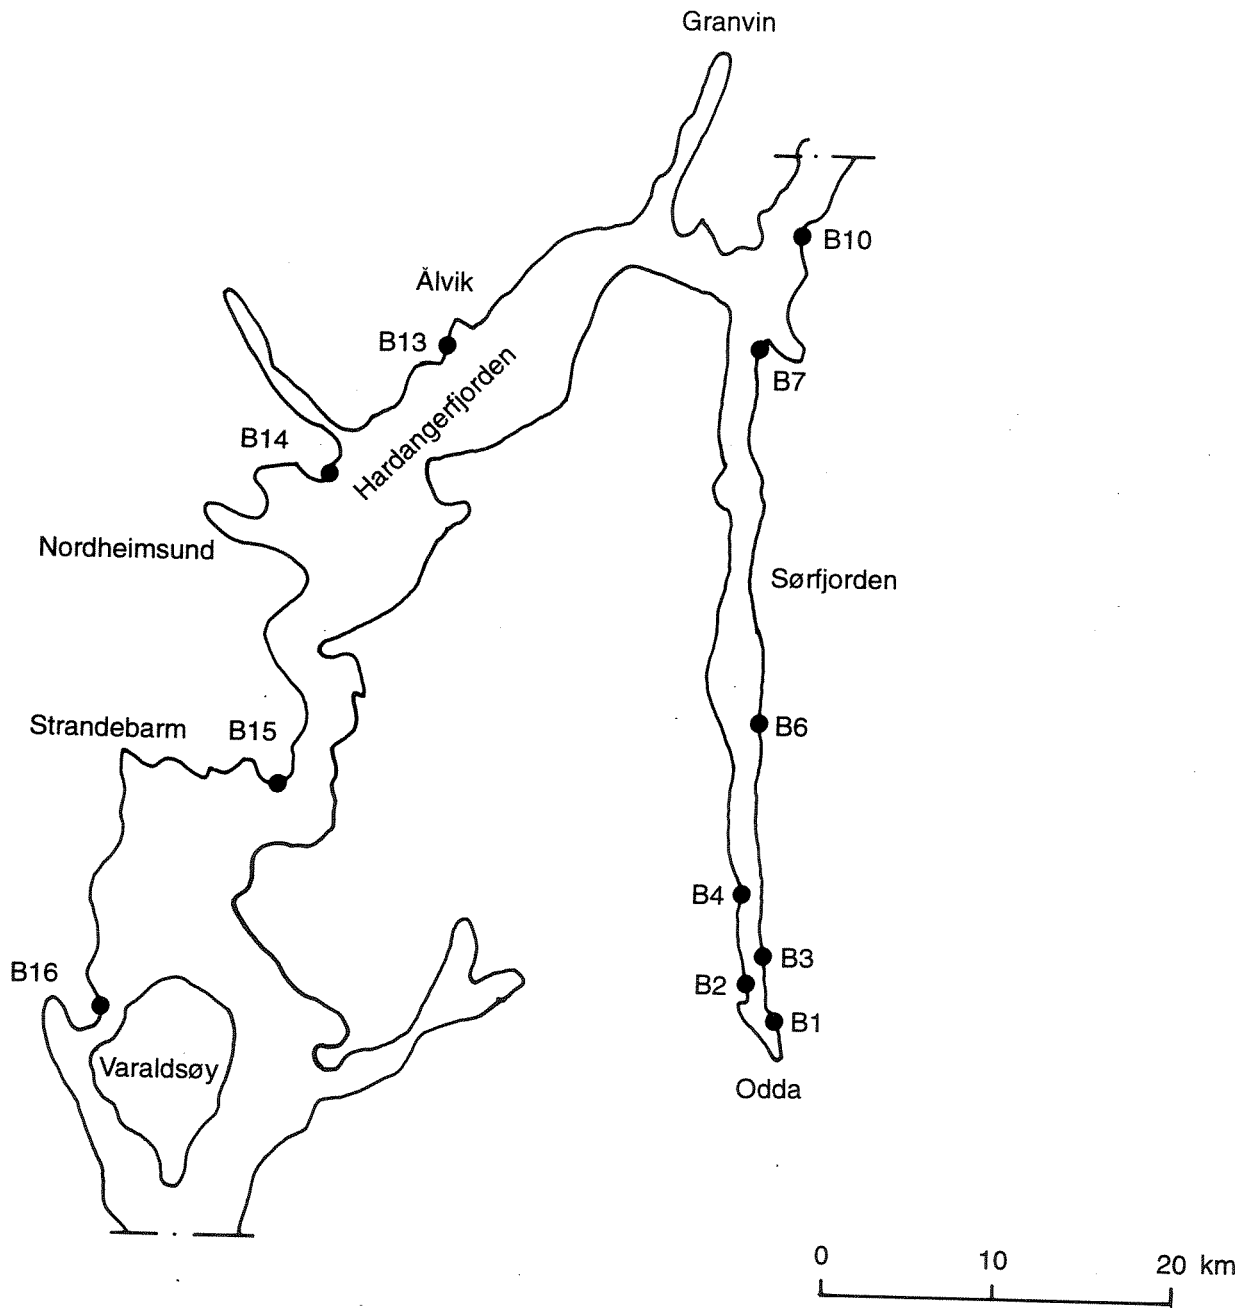 Granvin
B10
Ålvik
B13
B7
Hardangerfjorden
B14
Nordheimsund
Sørfjorden
Strandebarm
B15
B6
B4
B3
B16
B2
B1
Varaldsøy
Odda
0 10 20 km